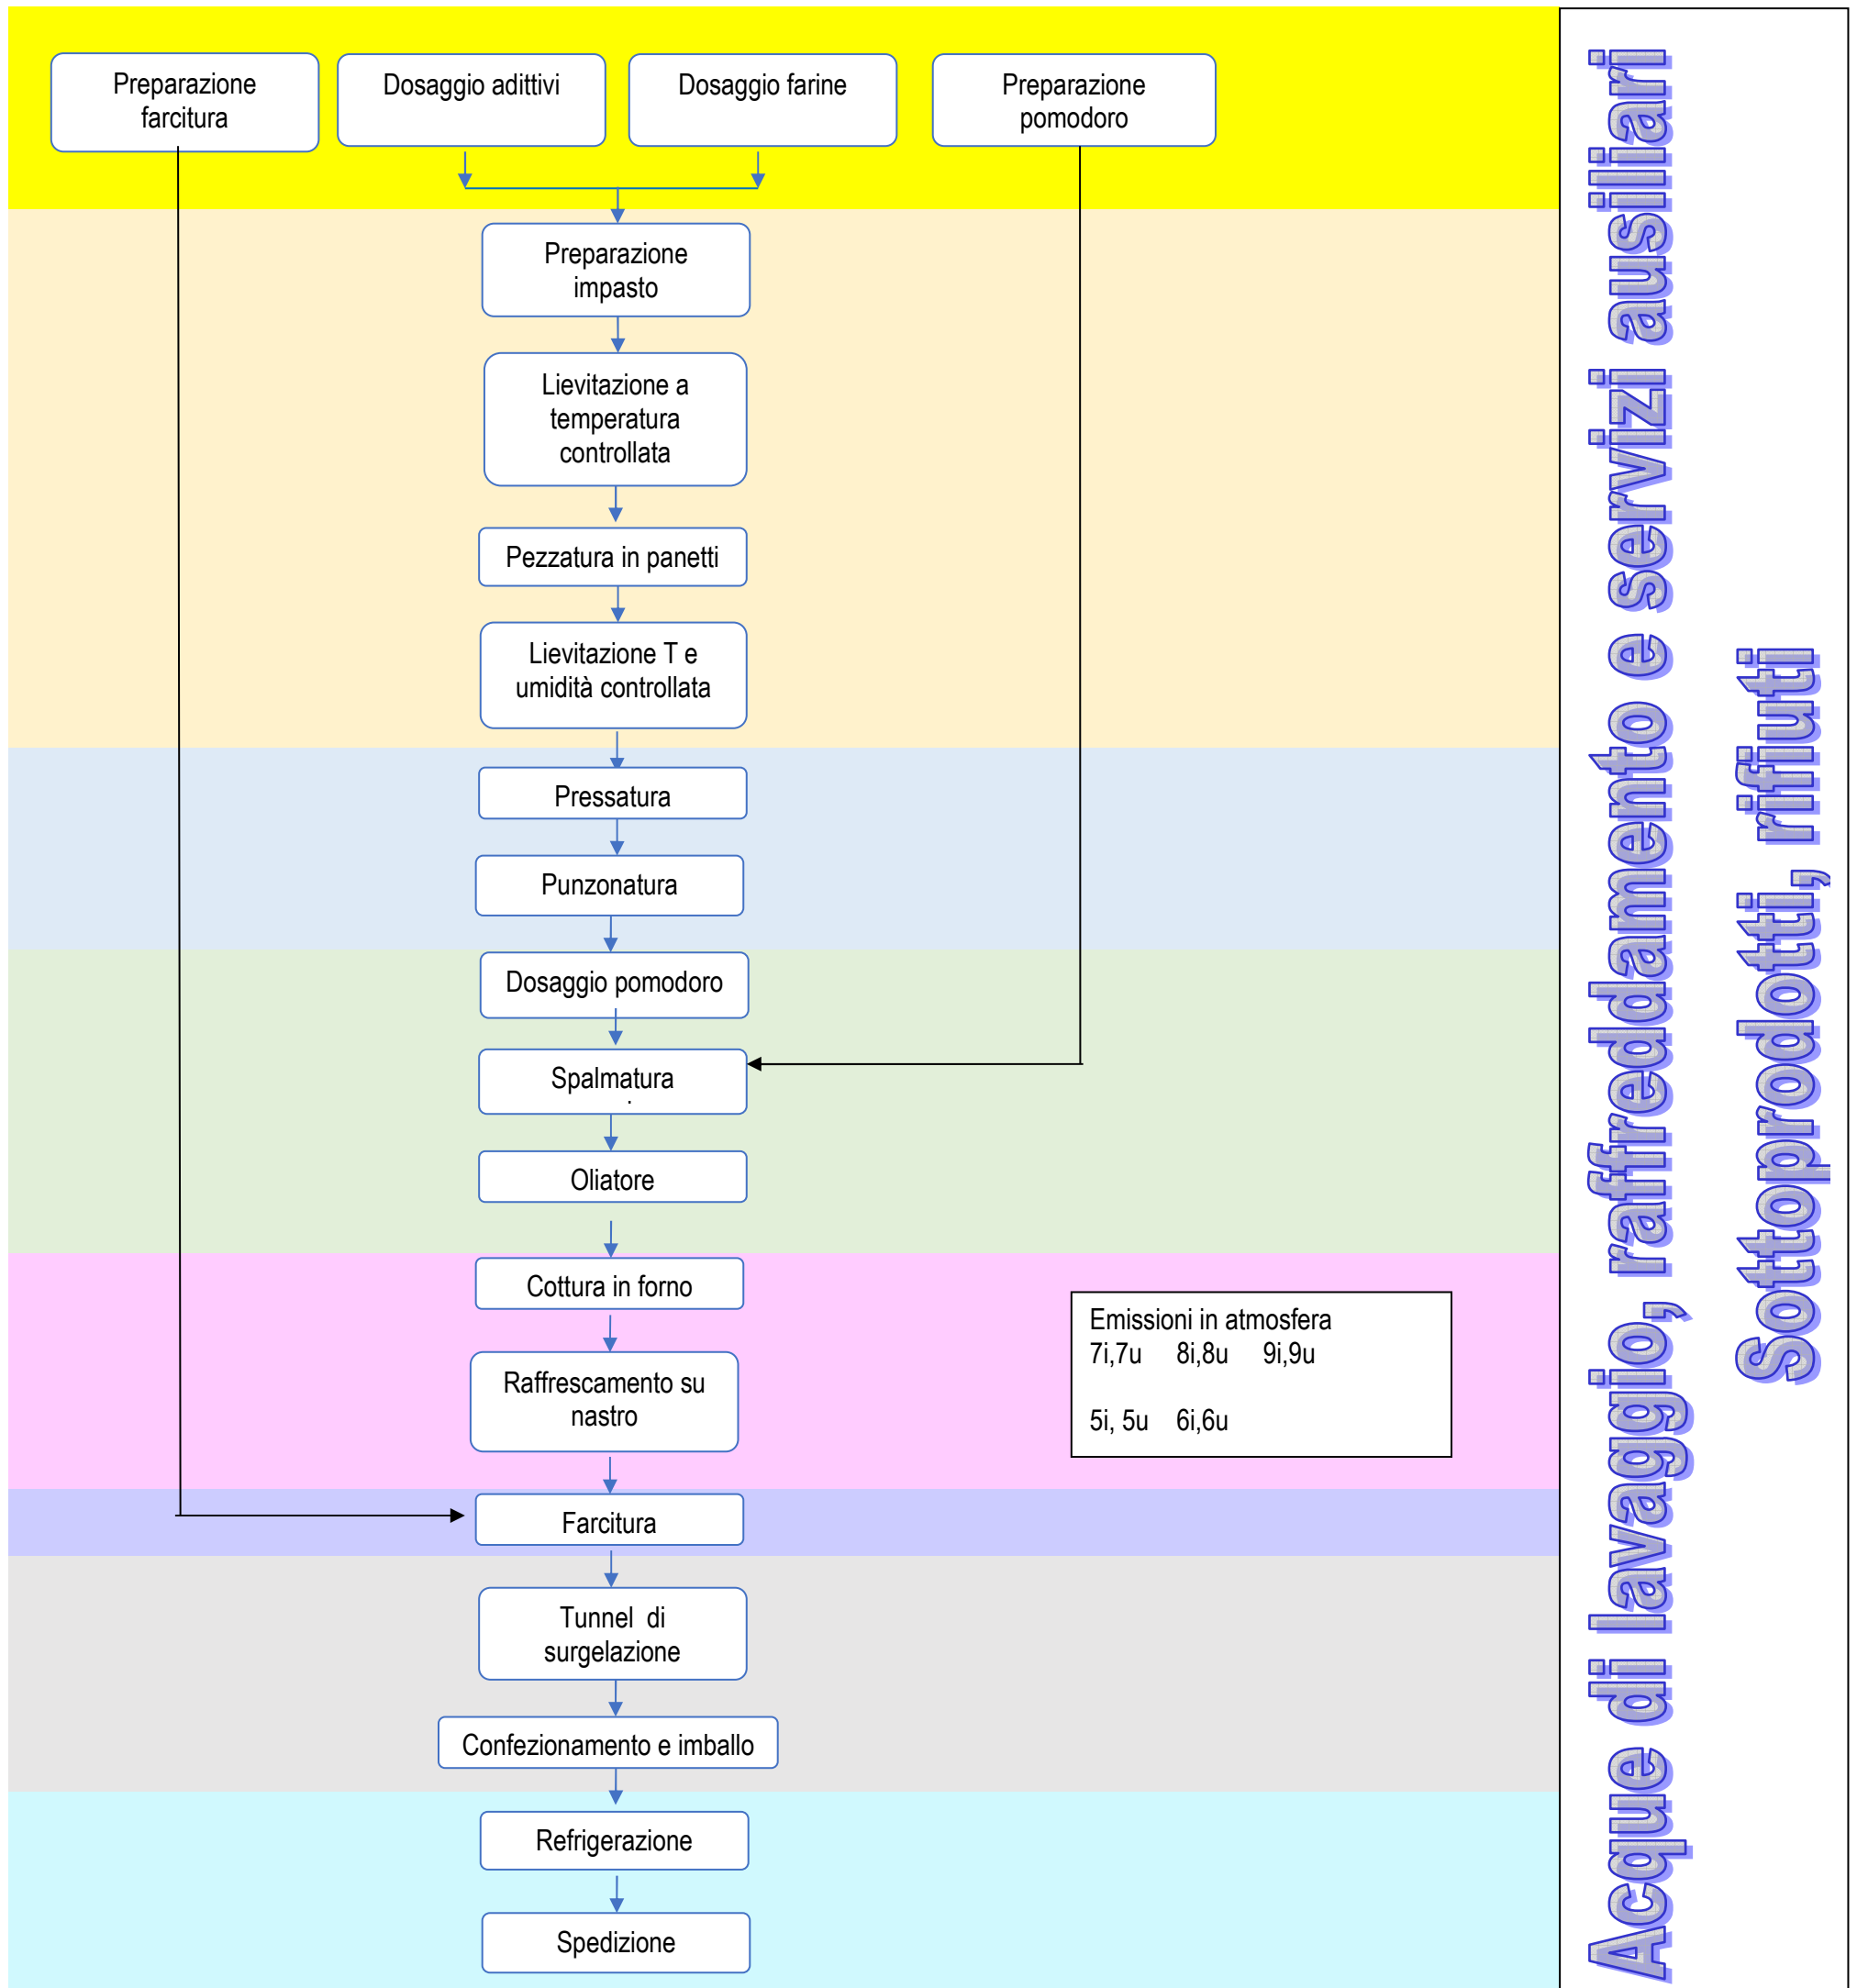 Preparazione
farcitura
Dosaggio adittivi
Dosaggio farine
Preparazione
pomodoro
Preparazione
impasto
Lievitazione a
temperatura
controllata
Pezzatura in panetti
Lievitazione T e
umidità controllata
Pressatura
Punzonatura
Dosaggio pomodoro
Spalmatura
Oliatore
Cottura in forno
Emissioni in atmosfera
7i,7u 8i,8u 9i,9u
5i, 5u 6i,6u
Raffrescamento su
nastro
Farcitura
Tunnel di
surgelazione
Confezionamento e imballo
Refrigerazione
Spedizione
Acque di lavaggio, raffreddamento e servizi ausiliari
Sottoprodotti, rifiuti